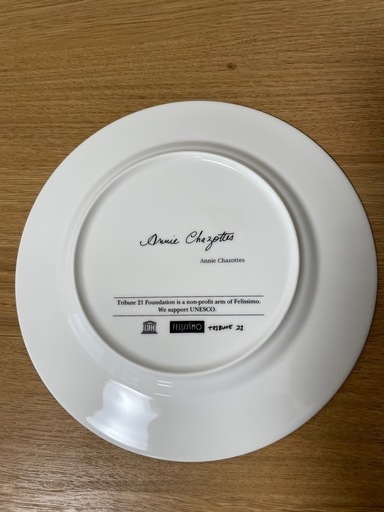 Annie Chazottes
Annie Chazottes
Tribute 21 Foundation is a non-profit arm of Felissimo.
We support UNESCO.
FELISSIMO TRIBUTE 21